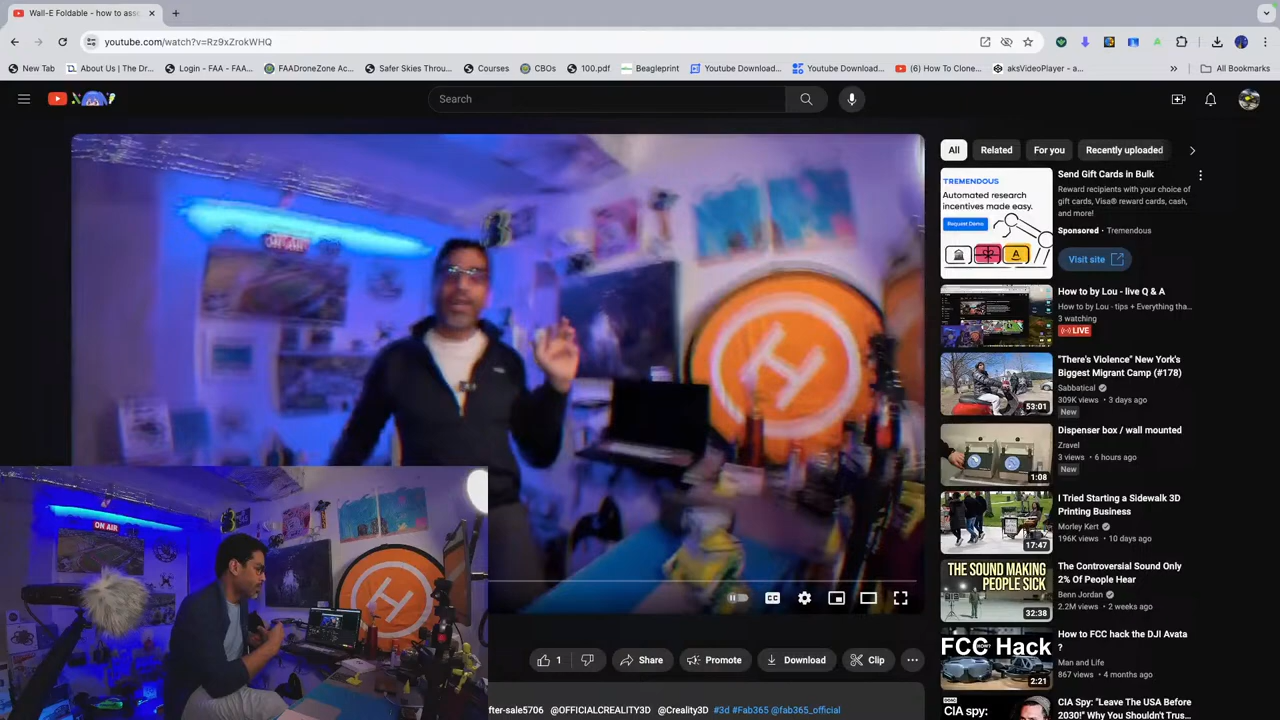 Wall-E Foldable - how to ass
youtube.com/watch?v=Rz9xZrokWHQ
New Tab
About Us | The Dr...
Login - FAA - FAA...
FAADroneZone Ac...
Safer Skies Throu...
Courses
CBOs
100.pdf
Beagleprint
Youtube Download...
Youtube Download...
(6) How To Clone...
aksVideoPlayer - a...
»
All Bookmarks
Search
All
Related
For you
Recently uploaded
TREMENDOUS
Automated research
incentives made easy.
Request Demo
A
Send Gift Cards in Bulk
Reward recipients with your choice of
gift cards, Visa® reward cards, cash,
and more!
Sponsored · Tremendous
Visit site
How to by Lou - live Q & A
How to by Lou - tips + Everything tha...
3 watching
LIVE
"There's Violence" New York's
Biggest Migrant Camp (#178)
Sabbatical
309K views · 3 days ago
New
53:01
Dispenser box / wall mounted
Zravel
3 views · 6 hours ago
New
1:08
I Tried Starting a Sidewalk 3D
Printing Business
Morley Kert
196K views · 10 days ago
17:47
THE SOUND MAKING
PEOPLE SICK
32:38
The Controversial Sound Only
2% Of People Hear
Benn Jordan
2.2M views · 2 weeks ago
FCC Hack
2:21
How to FCC hack the DJI Avata
?
Man and Life
867 views · 4 months ago
CIA spy:
CIA Spy: "Leave The USA Before
2030!" Why You Shouldn't Trus...
ON AIR
CC
1
Share
Promote
Download
Clip
fter-sale5706 @OFFICIALCREALITY3D @Creality3D #3d #Fab365 @fab365_official